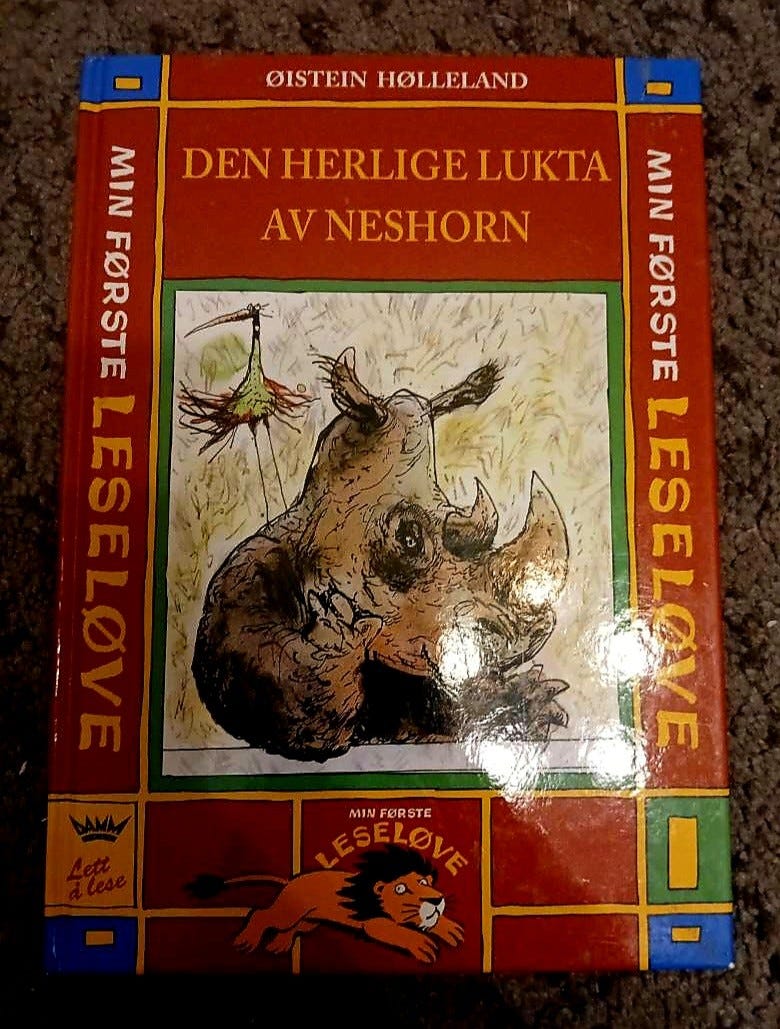 ØISTEIN HØLLELAND
DEN HERLIGE LUKTA
AV NESHORN
MIN FØRSTE LESELØVE
MIN FØRSTE LESELØVE
DAMM
Lett
å lese
MIN FØRSTE
LESELØVE